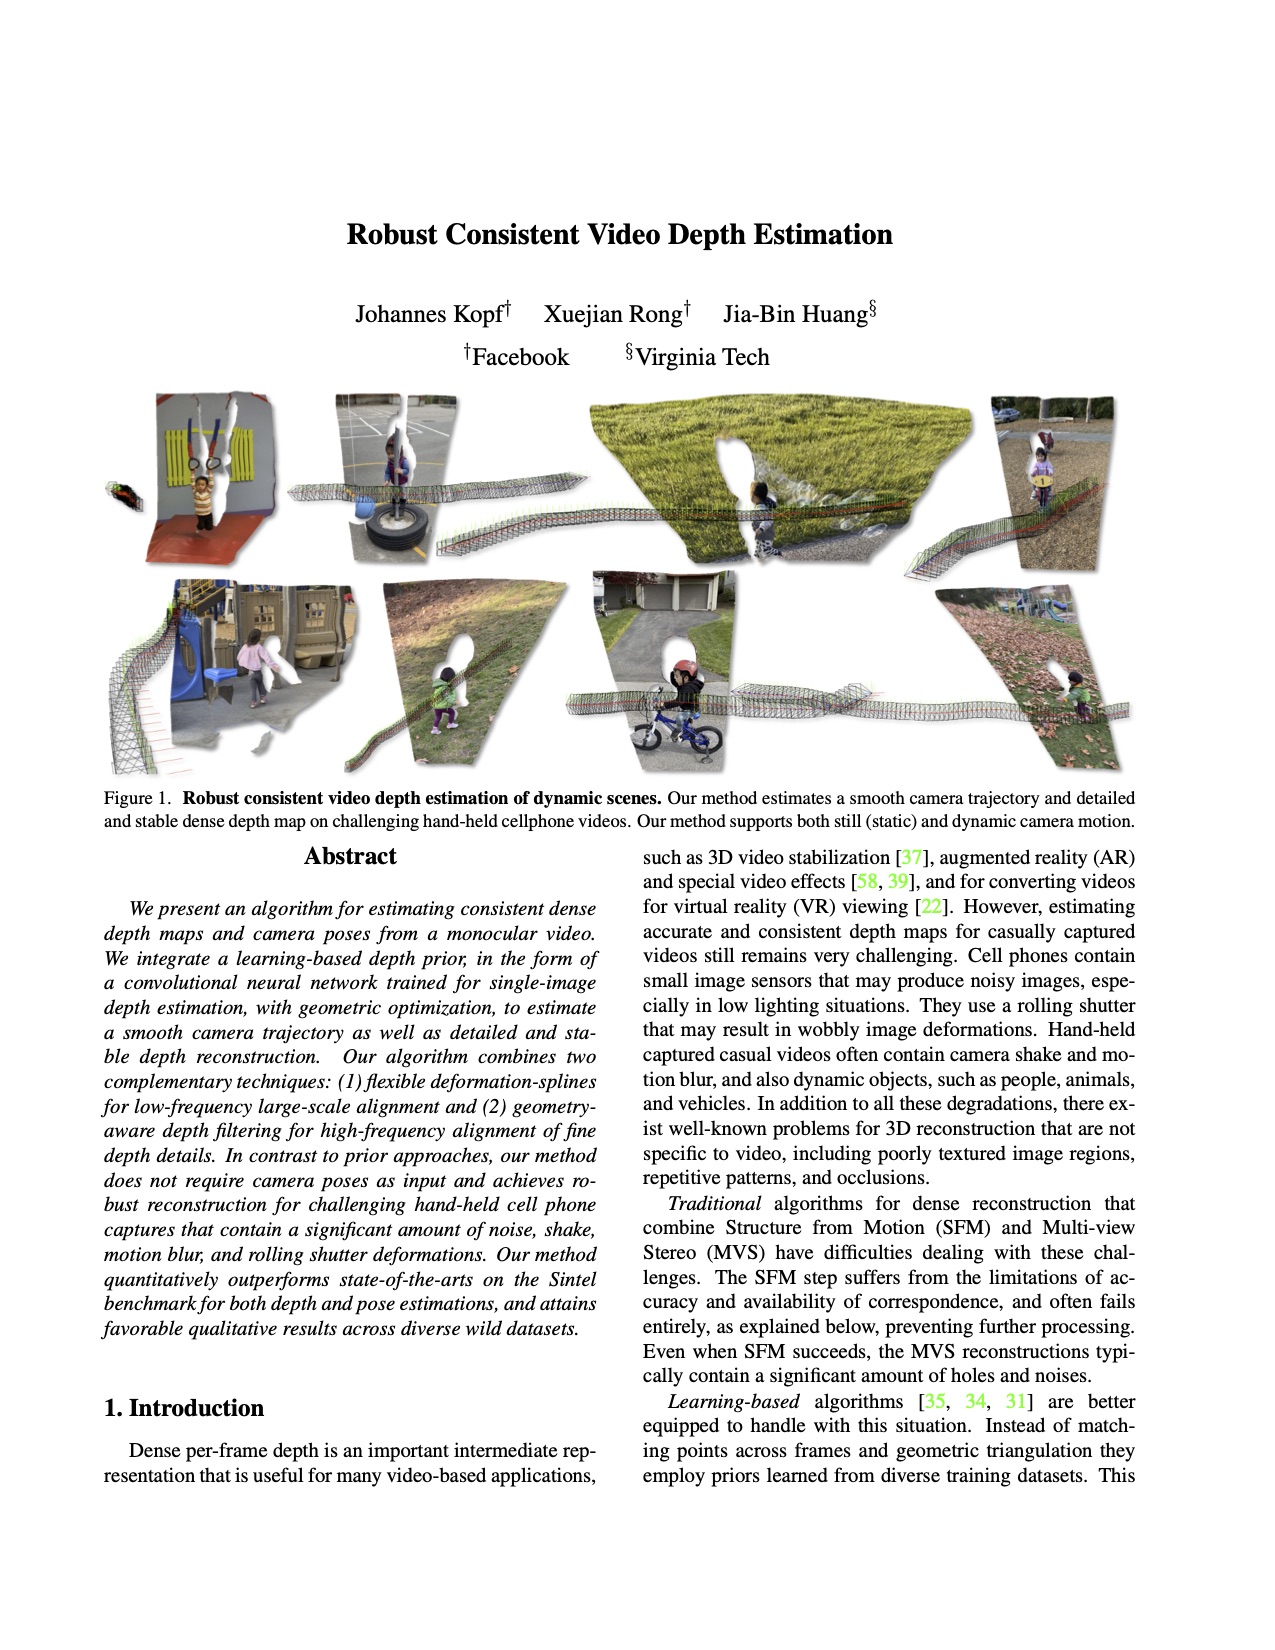 Robust Consistent Video Depth Estimation
Johannes Kopf† Xuejian Rong† Jia-Bin Huang§
†Facebook §Virginia Tech
Figure 1. Robust consistent video depth estimation of dynamic scenes. Our method estimates a smooth camera trajectory and detailed
and stable dense depth map on challenging hand-held cellphone videos. Our method supports both still (static) and dynamic camera motion.
Abstract
We present an algorithm for estimating consistent dense
depth maps and camera poses from a monocular video.
We integrate a learning-based depth prior, in the form of
a convolutional neural network trained for single-image
depth estimation, with geometric optimization, to estimate
a smooth camera trajectory as well as detailed and sta-
ble depth reconstruction. Our algorithm combines two
complementary techniques: (1) flexible deformation-splines
for low-frequency large-scale alignment and (2) geometry-
aware depth filtering for high-frequency alignment of fine
depth details. In contrast to prior approaches, our method
does not require camera poses as input and achieves ro-
bust reconstruction for challenging hand-held cell phone
captures that contain a significant amount of noise, shake,
motion blur, and rolling shutter deformations. Our method
quantitatively outperforms state-of-the-arts on the Sintel
benchmark for both depth and pose estimations, and attains
favorable qualitative results across diverse wild datasets.
1. Introduction
Dense per-frame depth is an important intermediate rep-
resentation that is useful for many video-based applications,
such as 3D video stabilization [37], augmented reality (AR)
and special video effects [58, 39], and for converting videos
for virtual reality (VR) viewing [22]. However, estimating
accurate and consistent depth maps for casually captured
videos still remains very challenging. Cell phones contain
small image sensors that may produce noisy images, espe-
cially in low lighting situations. They use a rolling shutter
that may result in wobbly image deformations. Hand-held
captured casual videos often contain camera shake and mo-
tion blur, and also dynamic objects, such as people, animals,
and vehicles. In addition to all these degradations, there ex-
ist well-known problems for 3D reconstruction that are not
specific to video, including poorly textured image regions,
repetitive patterns, and occlusions.
Traditional algorithms for dense reconstruction that
combine Structure from Motion (SFM) and Multi-view
Stereo (MVS) have difficulties dealing with these chal-
lenges. The SFM step suffers from the limitations of ac-
curacy and availability of correspondence, and often fails
entirely, as explained below, preventing further processing.
Even when SFM succeeds, the MVS reconstructions typi-
cally contain a significant amount of holes and noises.
Learning-based algorithms [35, 34, 31] are better
equipped to handle with this situation. Instead of match-
ing points across frames and geometric triangulation they
employ priors learned from diverse training datasets. This